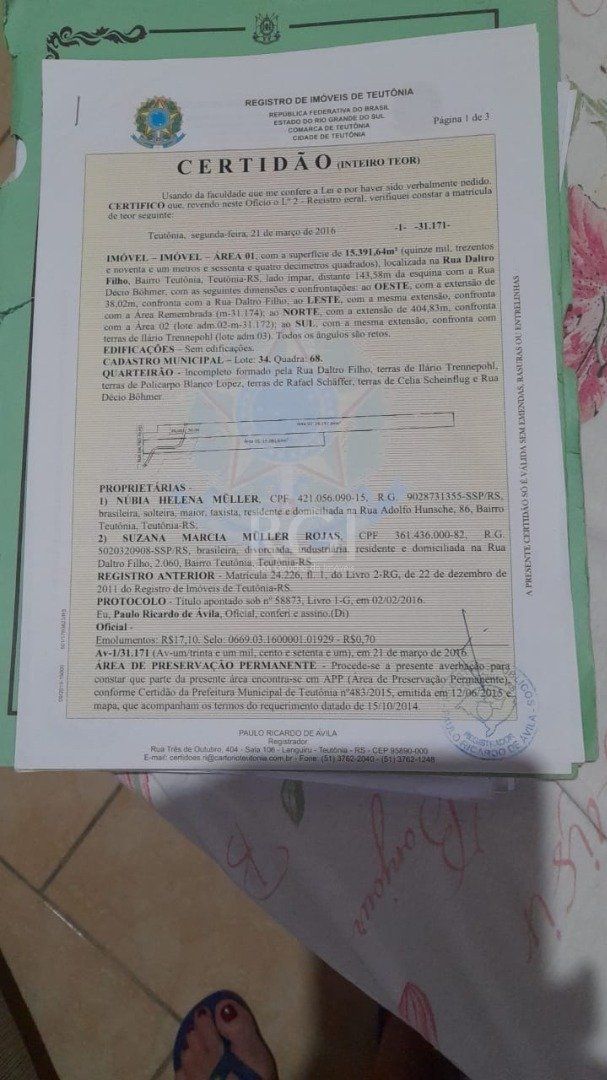 REGISTRO DE IMÓVEIS DE TEUTÔNIA
REPÚBLICA FEDERATIVA DO BRASIL
ESTADO DO RIO GRANDE DO SUL
COMARCA DE TEUTÔNIA
CIDADE DE TEUTÔNIA
Página 1 de 3
CERTIDÃO (INTEIRO TEOR)
Usando da faculdade que me confere a Lei e por haver sido verbalmente pedido,
CERTIFICO que, revendo neste Ofício o Lº 2 - Registro geral, verifiquei constar a matrícula
de teor seguinte:
Teutônia, segunda-feira, 21 de março de 2016 -1- -31.171-
IMÓVEL – IMÓVEL – ÁREA 01, com a superfície de 15.391,64m² (quinze mil, trezentos
e noventa e um metros e sessenta e quatro decímetros quadrados), localizada na Rua Daltro
Filho, Bairro Teutônia, Teutônia-RS, lado ímpar, distante 143,58m da esquina com a Rua
Décio Böhmer, com as seguintes dimensões e confrontações: ao OESTE, com a extensão de
38,02m, confronta com a Rua Daltro Filho, ao LESTE, com a mesma extensão, confronta
com a Área Remembrada (m-31.174); ao NORTE, com a extensão de 404,83m, confronta
com a Área 02 (lote adm.02-m-31.172); ao SUL, com a mesma extensão, confronta com
terras de Ilário Trennepohl (lote adm.03). Todos os ângulos são retos.
EDIFICAÇÕES – Sem edificações.
CADASTRO MUNICIPAL – Lote: 34. Quadra: 68.
QUARTEIRÃO - Incompleto formado pela Rua Daltro Filho, terras de Ilário Trennepohl,
terras de Policarpo Blanco Lopez, terras de Rafael Schäffer, terras de Celia Scheinflug e Rua
Décio Böhmer.
PROPRIETÁRIAS -
1) NÚBIA HELENA MÜLLER, CPF 421.056.090-15, R.G. 9028731355-SSP/RS,
brasileira, solteira, maior, taxista, residente e domiciliada na Rua Adolfo Hunsche, 86, Bairro
Teutônia, Teutônia-RS.
2) SUZANA MARCIA MÜLLER ROJAS, CPF 361.436.000-82, R.G.
5020320908-SSP/RS, brasileira, divorciada, industriária, residente e domiciliada na Rua
Daltro Filho, 2.060, Bairro Teutônia, Teutônia-RS.
REGISTRO ANTERIOR - Matrícula 24.226, fl. 1, do Livro 2-RG, de 22 de dezembro de
2011 do Registro de Imóveis de Teutônia-RS.
PROTOCOLO - Título apontado sob nº 58873, Livro 1-G, em 02/02/2016.
Eu, Paulo Ricardo de Ávila, Oficial, conferi e assino.(Di)
Oficial -
Emolumentos: R$17,10. Selo: 0669.03.1600001.01929 - R$0,70
Av-1/31.171 (Av-um/trinta e um mil, cento e setenta e um), em 21 de março de 2016.
ÁREA DE PRESERVAÇÃO PERMANENTE - Procede-se a presente averbação para
constar que parte da presente área encontra-se em APP (Área de Preservação Permanente),
conforme Certidão da Prefeitura Municipal de Teutônia nº483/2015, emitida em 12/06/2015 e
mapa, que acompanham os termos do requerimento datado de 15/10/2014.
A PRESENTE CERTIDÃO SÓ É VÁLIDA SEM EMENDAS, RASURAS OU ENTRELINHAS
PAULO RICARDO DE ÁVILA
Registrador
Rua Três de Outubro, 404 - Sala 106 - Languiru - Teutônia - RS - CEP 95890-000
E-mail: certidoes.ri@cartorioteutonia.com.br - Fone: (51) 3762-2040 - (51) 3762-1248
PAULO RICARDO DE ÁVILA
REGISTRADOR
RCI
Bonjour